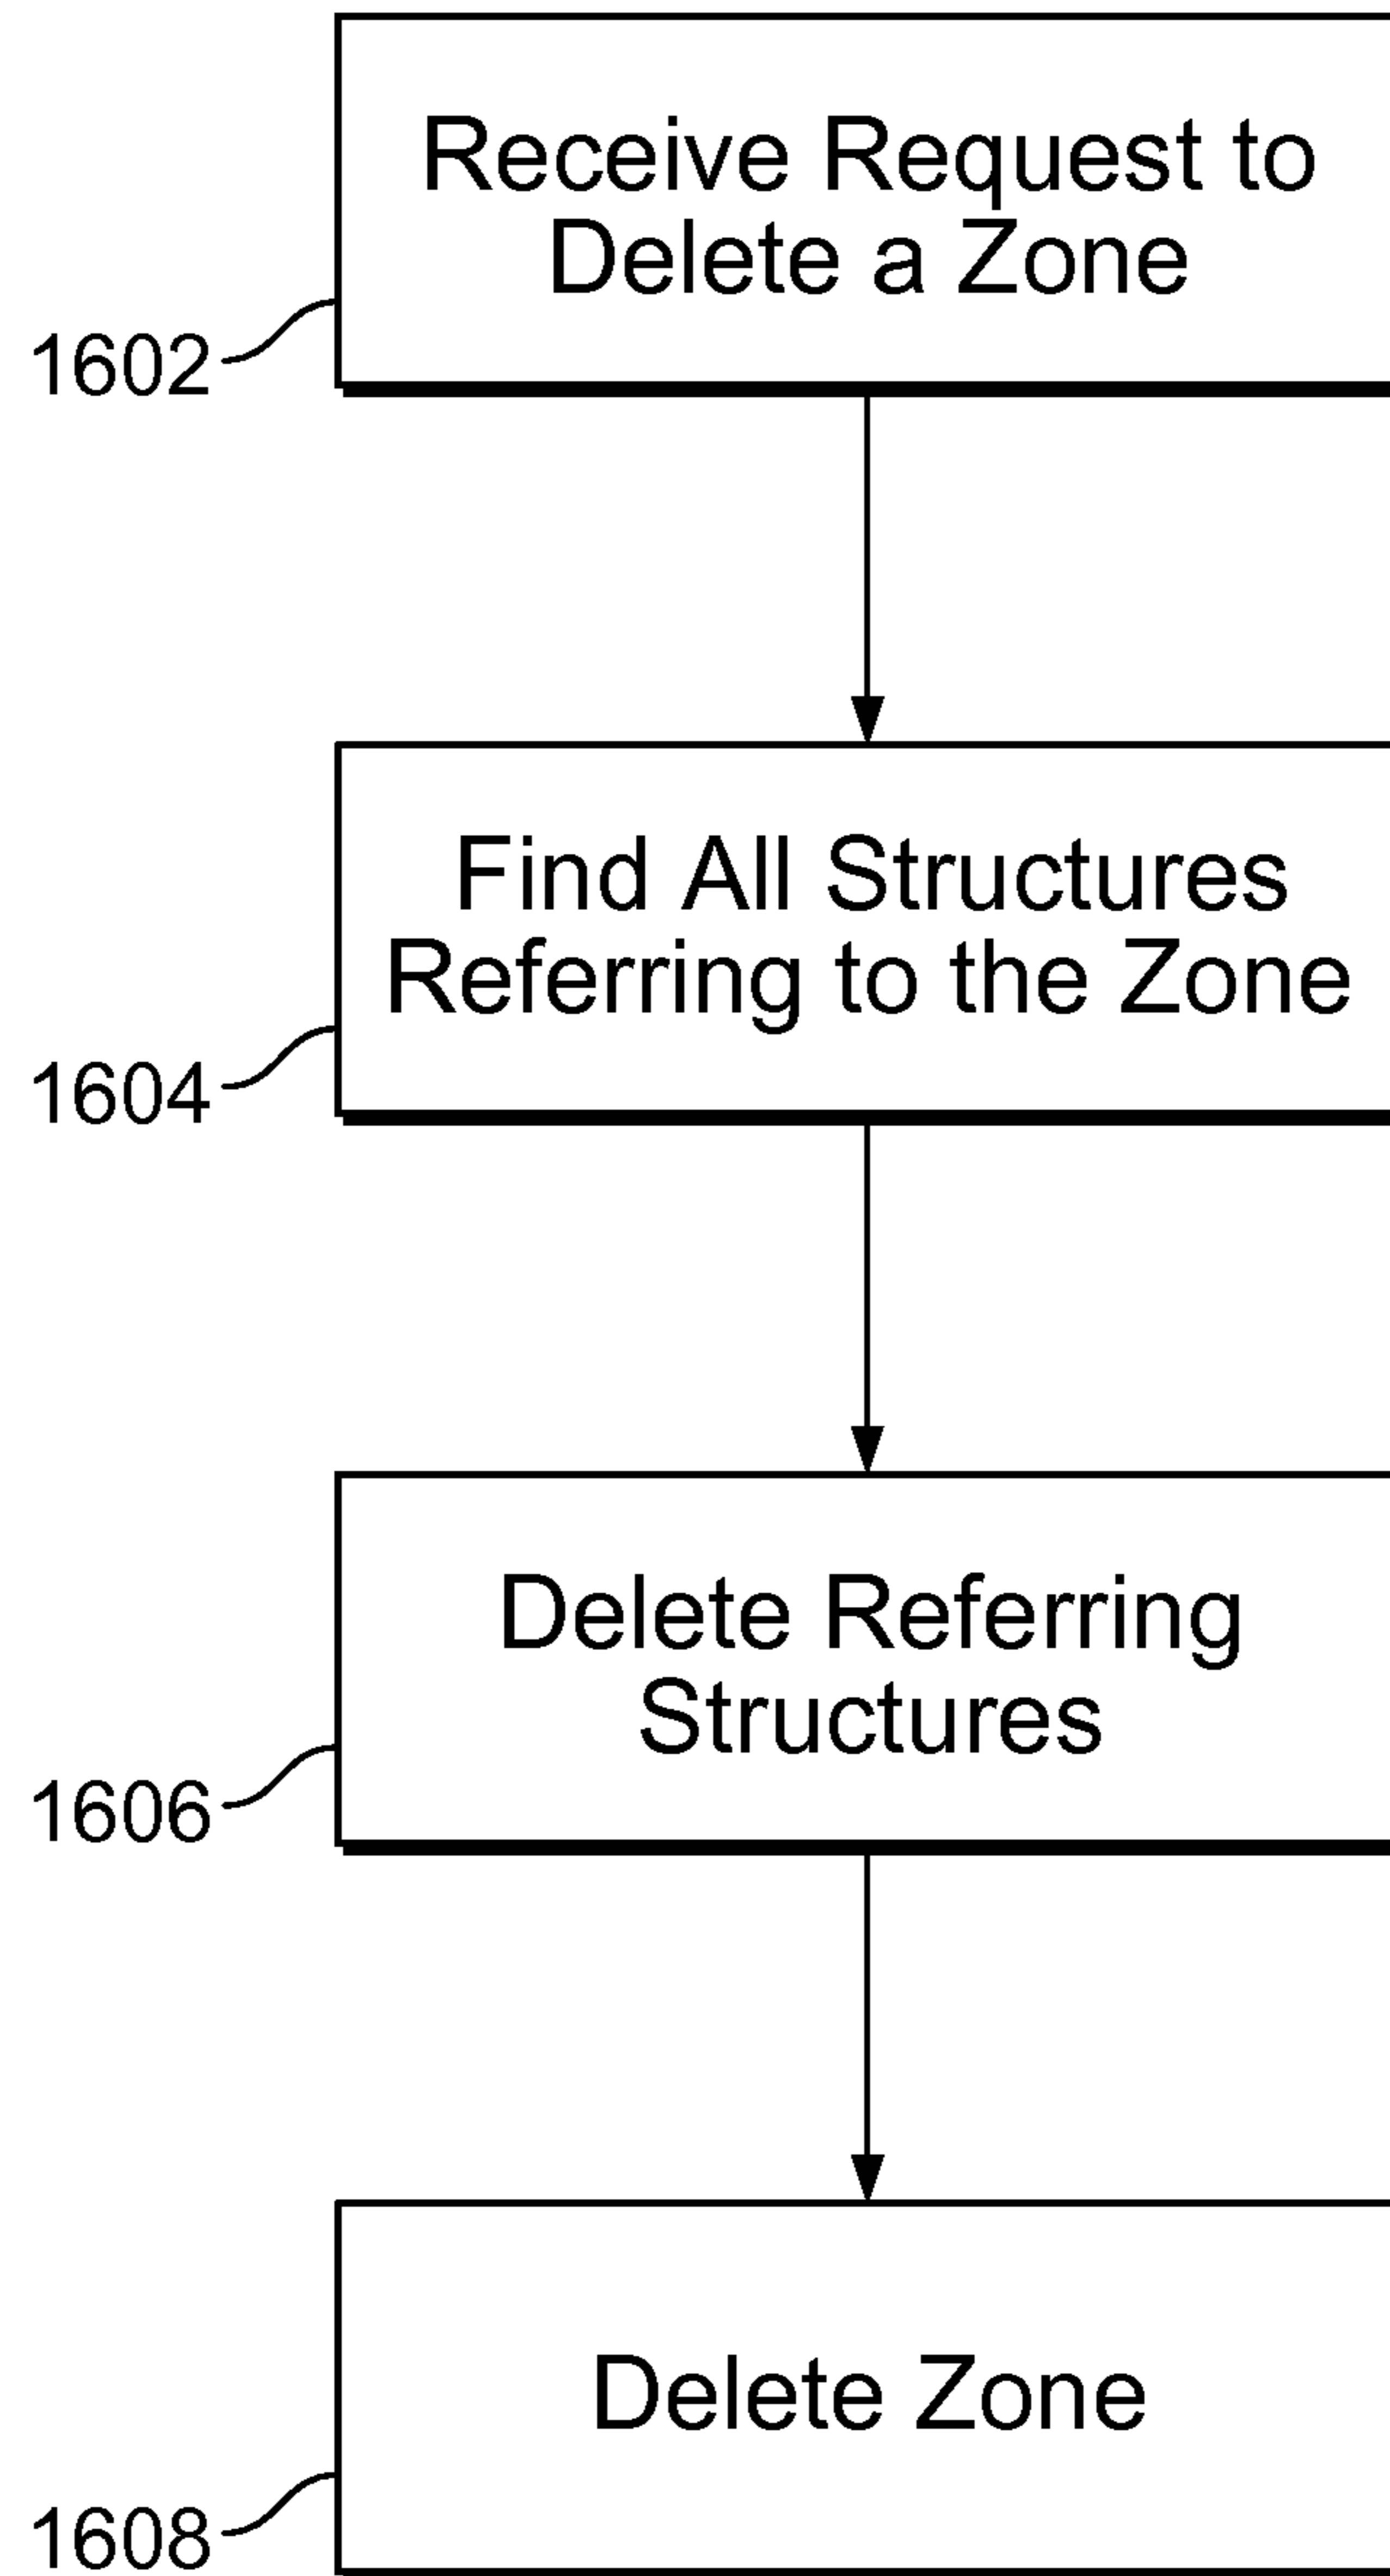 Receive Request to
Delete a Zone
1602
Find All Structures
Referring to the Zone
1604
Delete Referring
Structures
1606
Delete Zone
1608